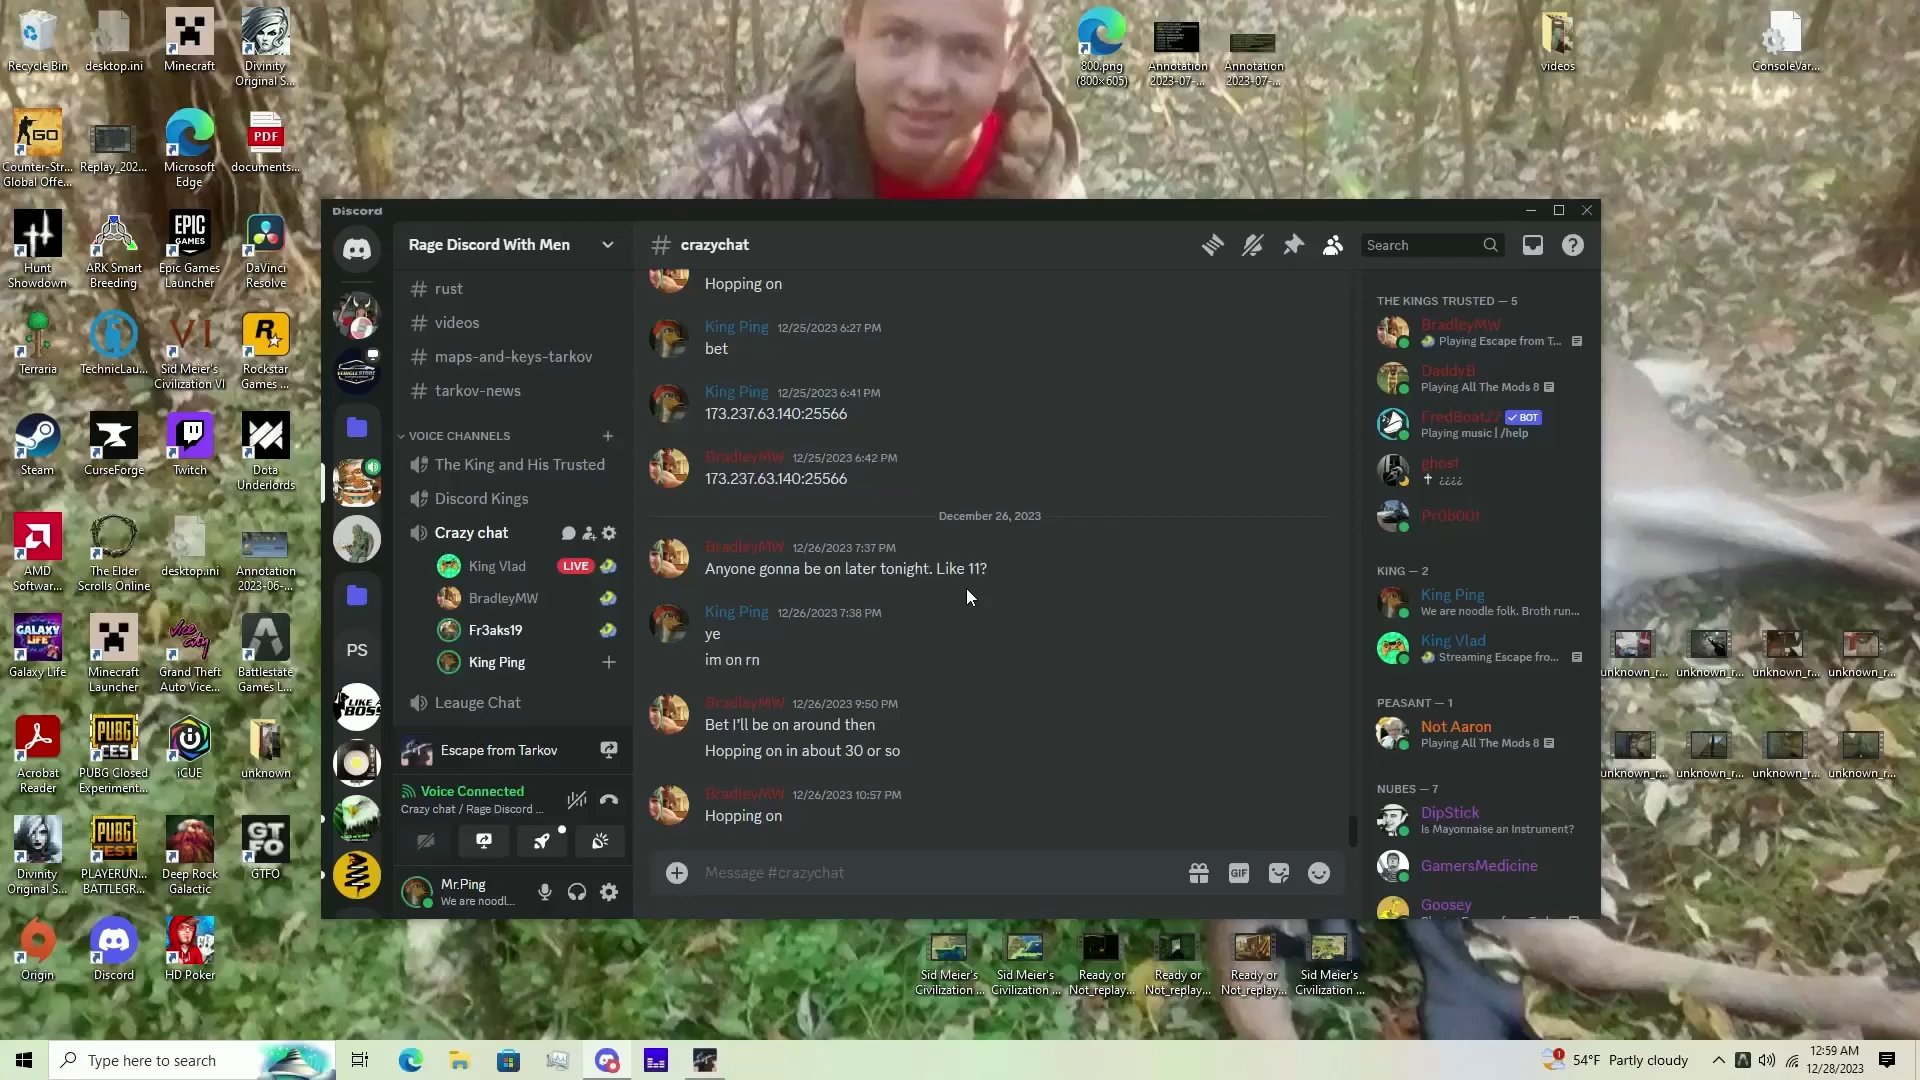 Recycle Bin
desktop.ini
Minecraft
Divinity
Original S...
800.png
(800×605)
Annotation
2023-07-...
Annotation
2023-07-...
videos
ConsoleVar...
Counter-Str...
Global Offe...
Replay_202...
Microsoft
Edge
PDF
documents...
Hunt
Showdown
ARK Smart
Breeding
EPIC
GAMES
Epic Games
Launcher
DaVinci
Resolve
Terraria
TechnicLau...
Sid Meier's
Civilization VI
Rockstar
Games ...
Steam
CurseForge
Twitch
Dota
Underlords
AMD
Softwar...
The Elder
Scrolls Online
desktop.ini
Annotation
2023-06-...
Galaxy Life
Minecraft
Launcher
Grand Theft
Auto Vice...
Battlestate
Games L...
Acrobat
Reader
PUBG Closed
Experiment...
iCUE
unknown
Divinity
Original S...
PLAYERUN...
BATTLEGR...
Deep Rock
Galactic
GTFO
Origin
Discord
HD Poker
Discord
Rage Discord With Men
# rust
# videos
# maps-and-keys-tarkov
# tarkov-news
VOICE CHANNELS
The King and His Trusted
Discord Kings
Crazy chat
King Vlad LIVE
BradleyMW
Fr3aks19
King Ping
Leauge Chat
PS
LIKE A
BOSS
Escape from Tarkov
Voice Connected
Crazy chat / Rage Discord ...
Mr.Ping
We are noodl...
# crazychat
Search
Hopping on
King Ping 12/25/2023 6:27 PM
bet
King Ping 12/25/2023 6:41 PM
173.237.63.140:25566
BradleyMW 12/25/2023 6:42 PM
173.237.63.140:25566
December 26, 2023
BradleyMW 12/26/2023 7:37 PM
Anyone gonna be on later tonight. Like 11?
King Ping 12/26/2023 7:38 PM
ye
im on rn
BradleyMW 12/26/2023 9:50 PM
Bet I'll be on around then
Hopping on in about 30 or so
BradleyMW 12/26/2023 10:57 PM
Hopping on
Message #crazychat
GIF
THE KINGS TRUSTED — 5
BradleyMW
Playing Escape from T...
DaddyB
Playing All The Mods 8
FredBoat♪♪ BOT
Playing music | /help
ghost
✝ ¿¿¿¿
Pr0b00t
KING — 2
King Ping
We are noodle folk. Broth run...
King Vlad
Streaming Escape fro...
PEASANT — 1
Not Aaron
Playing All The Mods 8
NUBES — 7
DipStick
Is Mayonnaise an Instrument?
GamersMedicine
Goosey
unknown_r...
unknown_r...
unknown_r...
unknown_r...
unknown_r...
unknown_r...
unknown_r...
unknown_r...
Sid Meier's
Civilization ...
Sid Meier's
Civilization ...
Ready or
Not_replay...
Ready or
Not_replay...
Ready or
Not_replay...
Sid Meier's
Civilization ...
Type here to search
54°F Partly cloudy
12:59 AM
12/28/2023